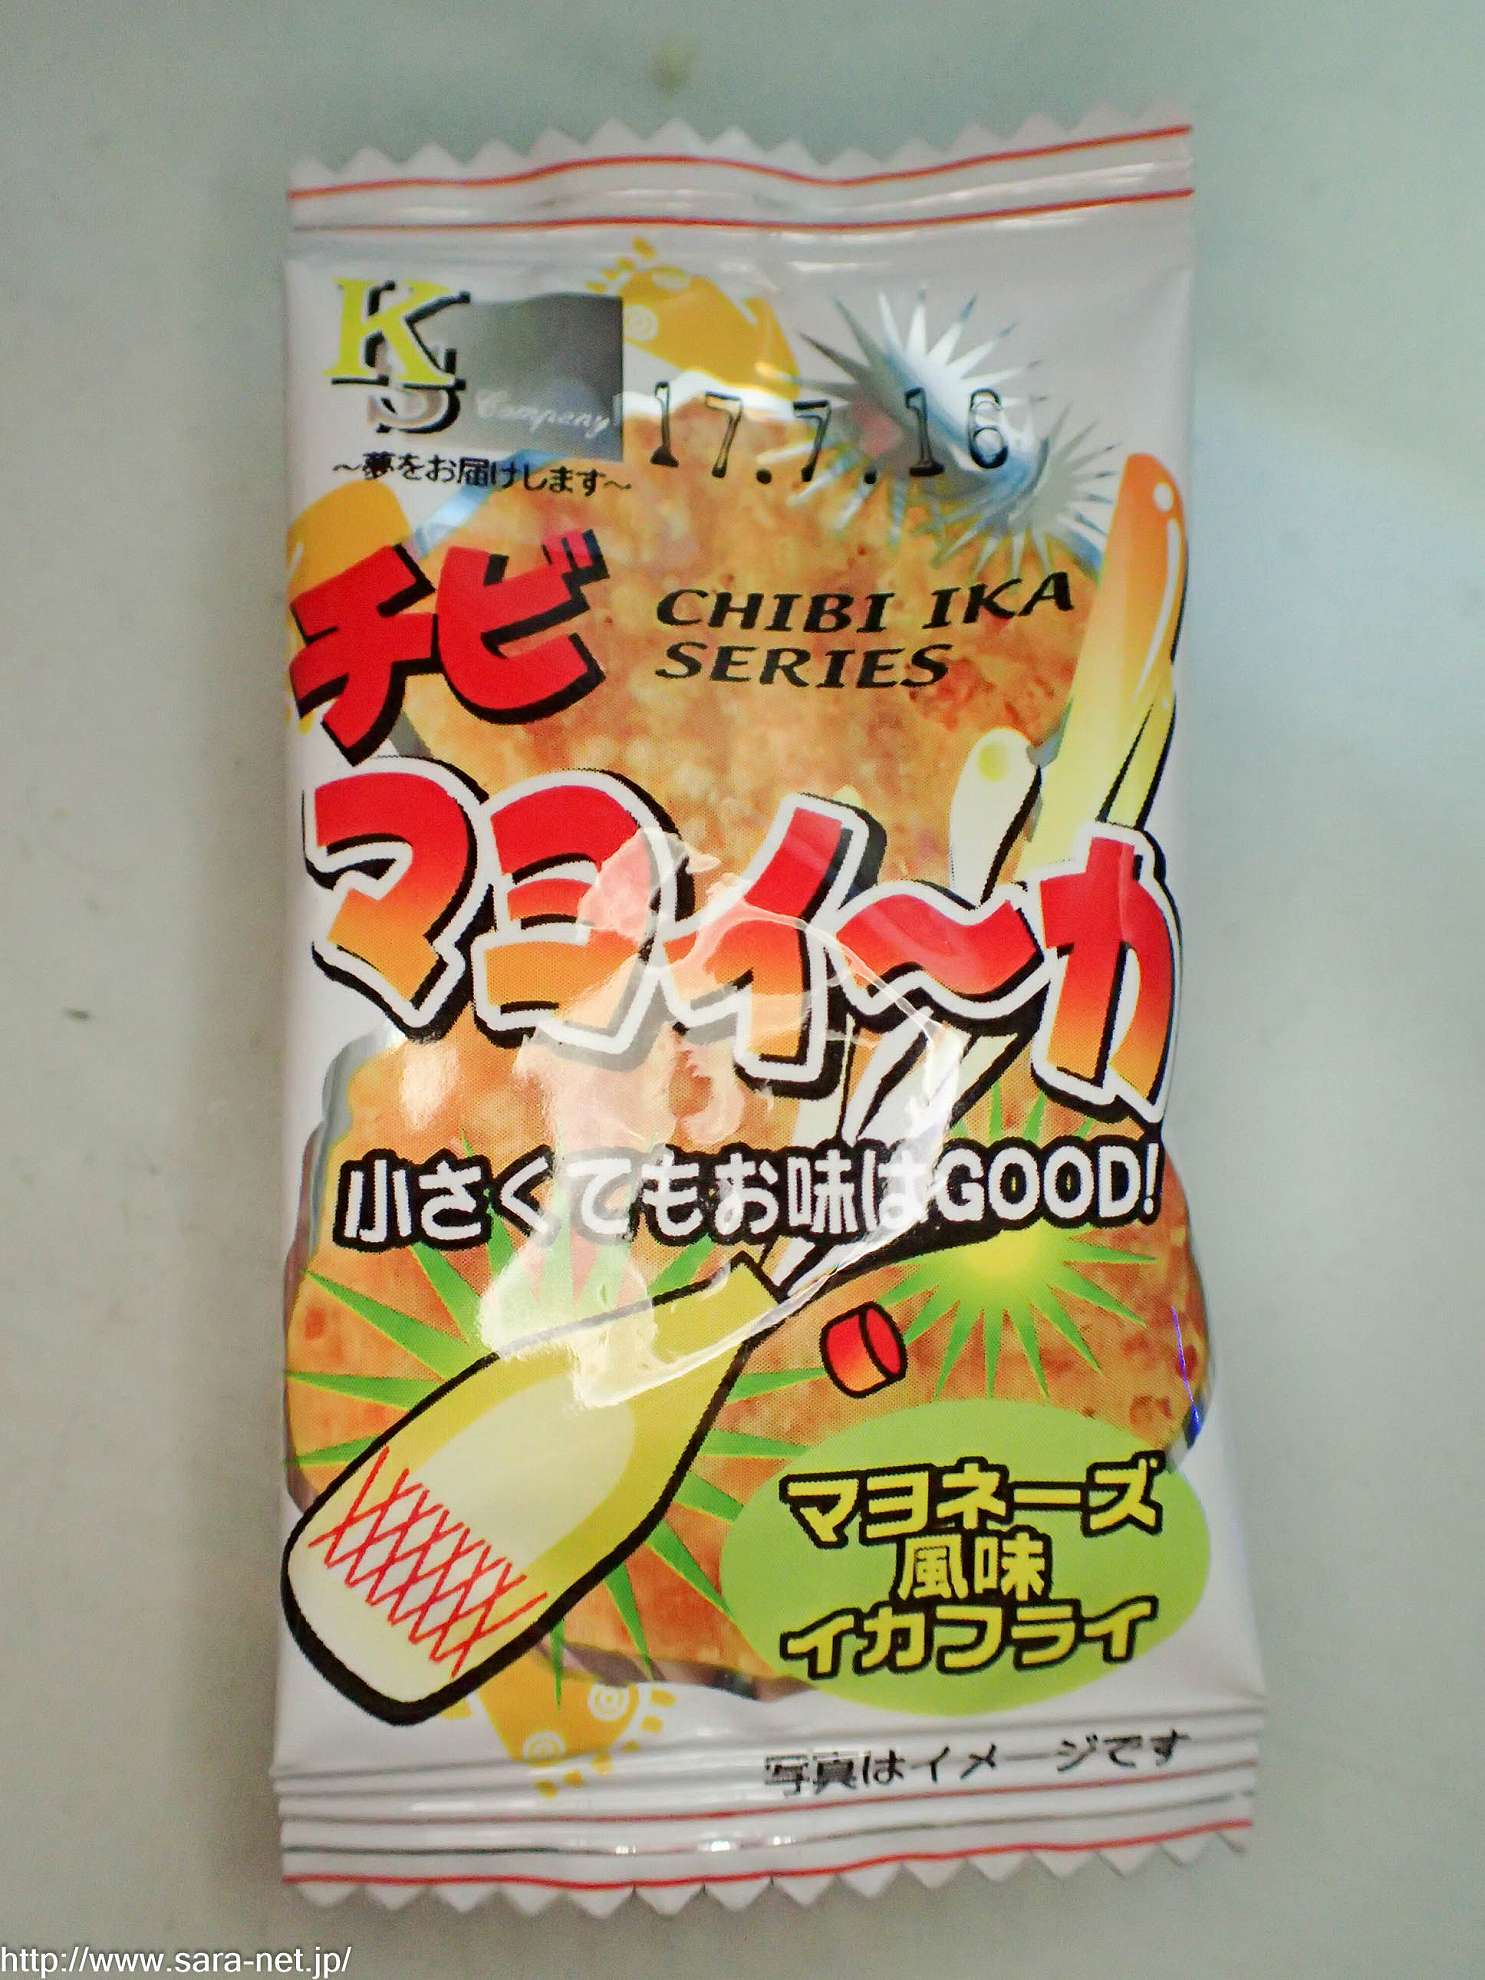 KS Company
～夢をお届けします～
17.7.16
チビ
CHIBI IKA
SERIES
マヨイ～カ
小さくてもお味はGOOD!
マヨネーズ
風味
イカフライ
写真はイメージです
http://www.sara-net.jp/